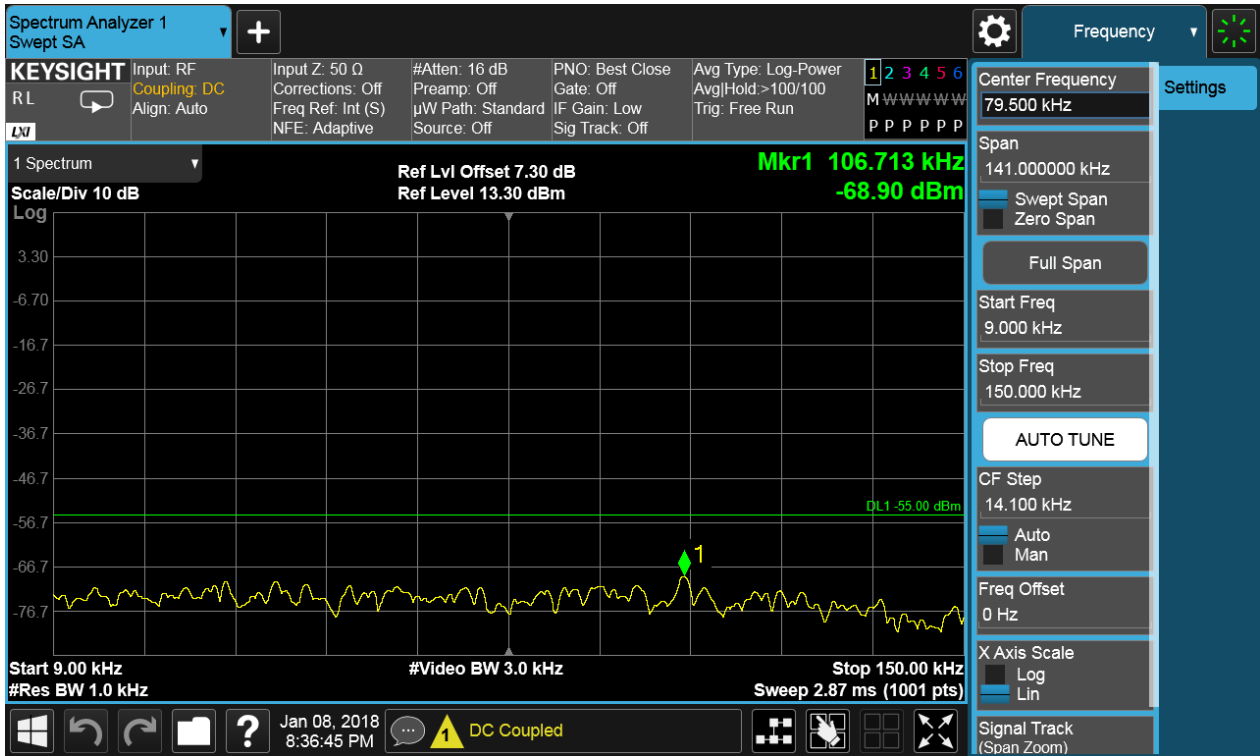 Spectrum Analyzer 1
Swept SA
+
Frequency
KEYSIGHT
RL
LXI
Input: RF
Coupling: DC
Align: Auto
Input Z: 50 Ω
Corrections: Off
Freq Ref: Int (S)
NFE: Adaptive
#Atten: 16 dB
Preamp: Off
µW Path: Standard
Source: Off
PNO: Best Close
Gate: Off
IF Gain: Low
Sig Track: Off
Avg Type: Log-Power
Avg|Hold:>100/100
Trig: Free Run
1 2 3 4 5 6
M W W W W W
P P P P P P
1 Spectrum
Scale/Div 10 dB
Ref Lvl Offset 7.30 dB
Ref Level 13.30 dBm
Mkr1 106.713 kHz
-68.90 dBm
Log
3.30
-6.70
-16.7
-26.7
-36.7
-46.7
-56.7
-66.7
-76.7
DL1 -55.00 dBm
1
Start 9.00 kHz
#Res BW 1.0 kHz
#Video BW 3.0 kHz
Stop 150.00 kHz
Sweep 2.87 ms (1001 pts)
Center Frequency
79.500 kHz
Span
141.000000 kHz
Swept Span
Zero Span
Full Span
Start Freq
9.000 kHz
Stop Freq
150.000 kHz
AUTO TUNE
CF Step
14.100 kHz
Auto
Man
Freq Offset
0 Hz
X Axis Scale
Log
Lin
Signal Track
(Span Zoom)
Settings
?
Jan 08, 2018
8:36:45 PM
1
DC Coupled